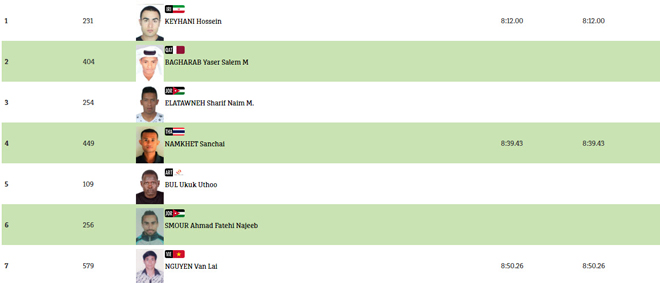 1 231 KEYHANI Hossein 8:12.00 8:12.00
QAT
2 404 BAGHARAB Yaser Salem M
JOR
3 254 ELATAWNEH Sharif Naim M.
THA
4 449 NAMKHET Sanchai 8:39.43 8:39.43
ART
5 109 BUL Ukuk Uthoo
JOR
6 256 SMOUR Ahmad Fatehi Najeeb
VIE
7 579 NGUYEN Van Lai 8:50.26 8:50.26